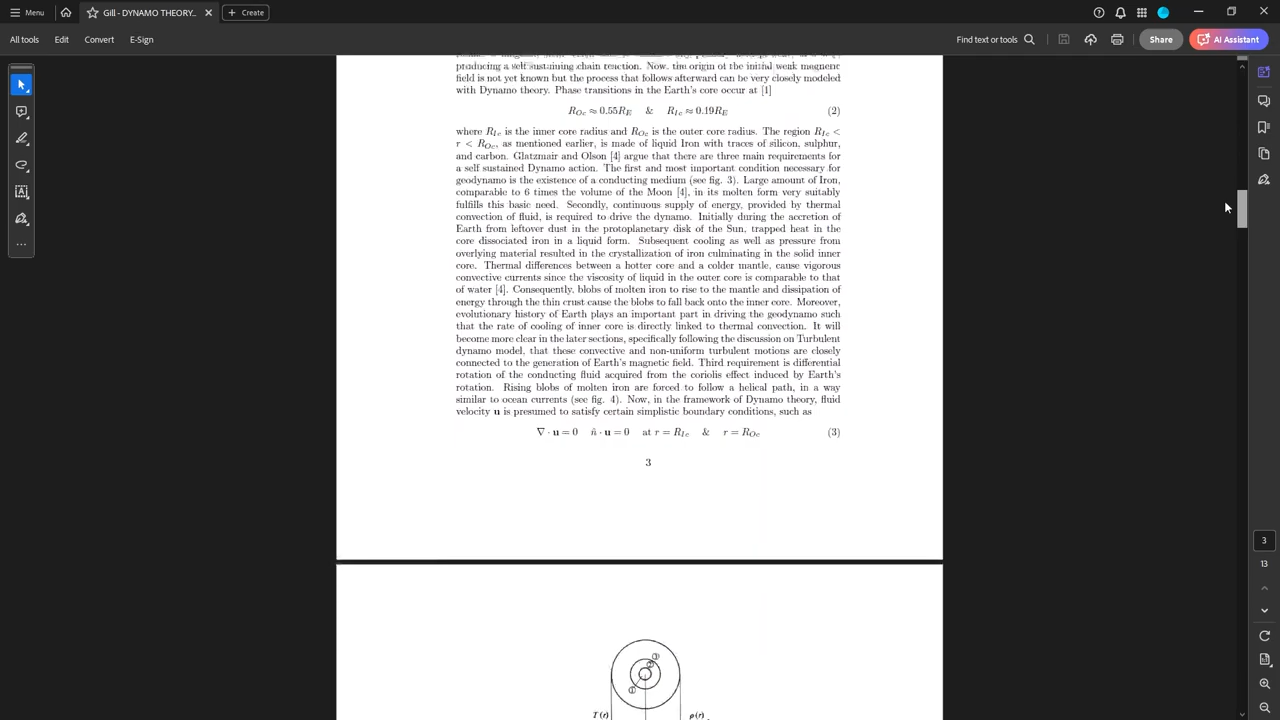 Menu
Gill - DYNAMO THEORY...
Create
All tools
Edit
Convert
E-Sign
Find text or tools
Share
AI Assistant
producing a self sustaining chain reaction. Now, the origin of the initial weak magnetic
field is not yet known but the process that follows afterward can be very closely modeled
with Dynamo theory. Phase transitions in the Earth's core occur at [1]
R_Oc ≈ 0.55R_E & R_Ic ≈ 0.19R_E (2)
where R_Ic is the inner core radius and R_Oc is the outer core radius. The region R_Ic <
r < R_Oc, as mentioned earlier, is made of liquid Iron with traces of silicon, sulphur,
and carbon. Glatzmair and Olson [4] argue that there are three main requirements for
a self sustained Dynamo action. The first and most important condition necessary for
geodynamo is the existence of a conducting medium (see fig. 3). Large amount of Iron,
comparable to 6 times the volume of the Moon [4], in its molten form very suitably
fulfills this basic need. Secondly, continuous supply of energy, provided by thermal
convection of fluid, is required to drive the dynamo. Initially during the accretion of
Earth from leftover dust in the protoplanetary disk of the Sun, trapped heat in the
core dissociated iron in a liquid form. Subsequent cooling as well as pressure from
overlying material resulted in the crystallization of iron culminating in the solid inner
core. Thermal differences between a hotter core and a colder mantle, cause vigorous
convective currents since the viscosity of liquid in the outer core is comparable to that
of water [4]. Consequently, blobs of molten iron to rise to the mantle and dissipation of
energy through the thin crust cause the blobs to fall back onto the inner core. Moreover,
evolutionary history of Earth plays an important part in driving the geodynamo such
that the rate of cooling of inner core is directly linked to thermal convection. It will
become more clear in the later sections, specifically following the discussion on Turbulent
dynamo model, that these convective and non-uniform turbulent motions are closely
connected to the generation of Earth's magnetic field. Third requirement is differential
rotation of the conducting fluid acquired from the coriolis effect induced by Earth's
rotation. Rising blobs of molten iron are forced to follow a helical path, in a way
similar to ocean currents (see fig. 4). Now, in the framework of Dynamo theory, fluid
velocity u is presumed to satisfy certain simplistic boundary conditions, such as
∇ · u = 0 n̂ · u = 0 at r = R_Ic & r = R_Oc (3)
3
3
13
③
②
①
T(r) ρ(r)